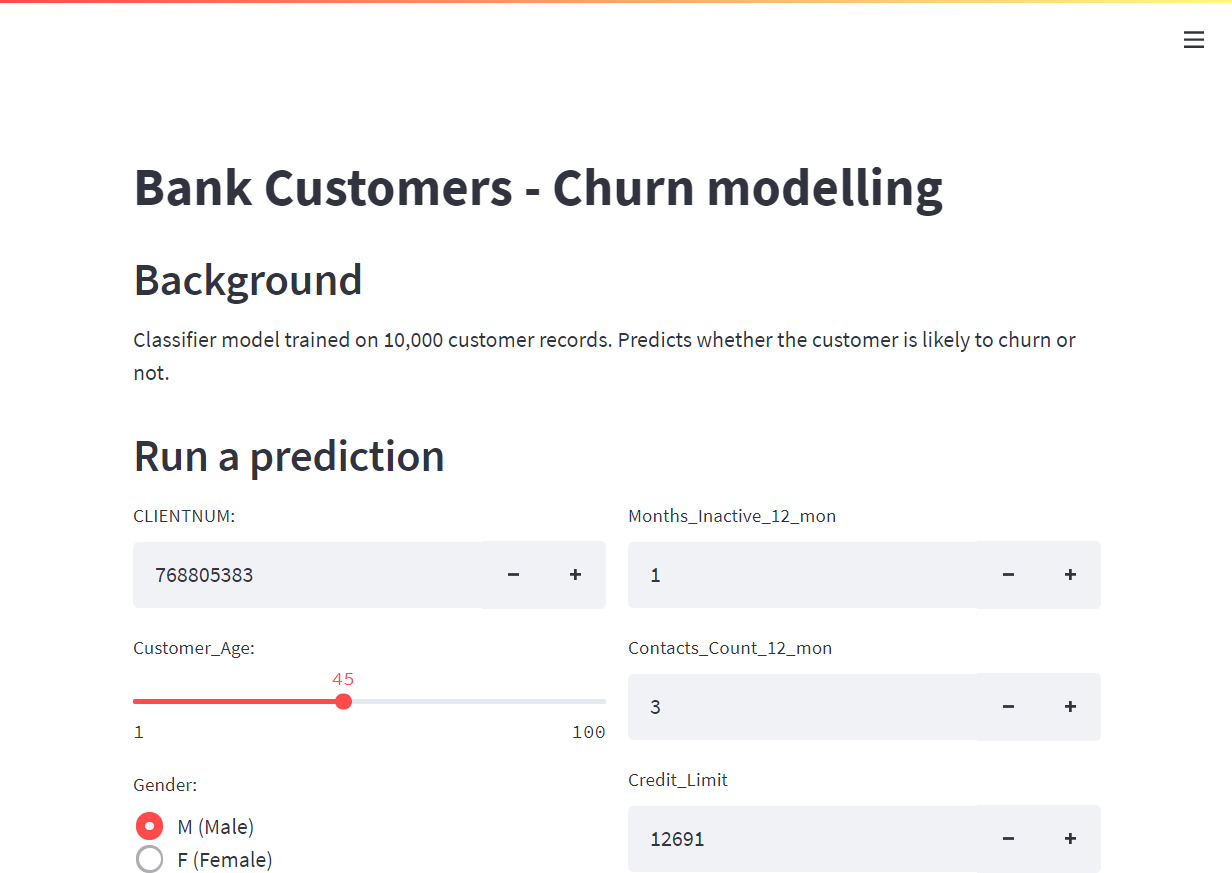 Bank Customers - Churn modelling
Background
Classifier model trained on 10,000 customer records. Predicts whether the customer is likely to churn or
not.
Run a prediction
CLIENTNUM:
768805383
Customer_Age:
45
1
100
Gender:
M (Male)
F (Female)
Months_Inactive_12_mon
1
Contacts_Count_12_mon
3
Credit_Limit
12691